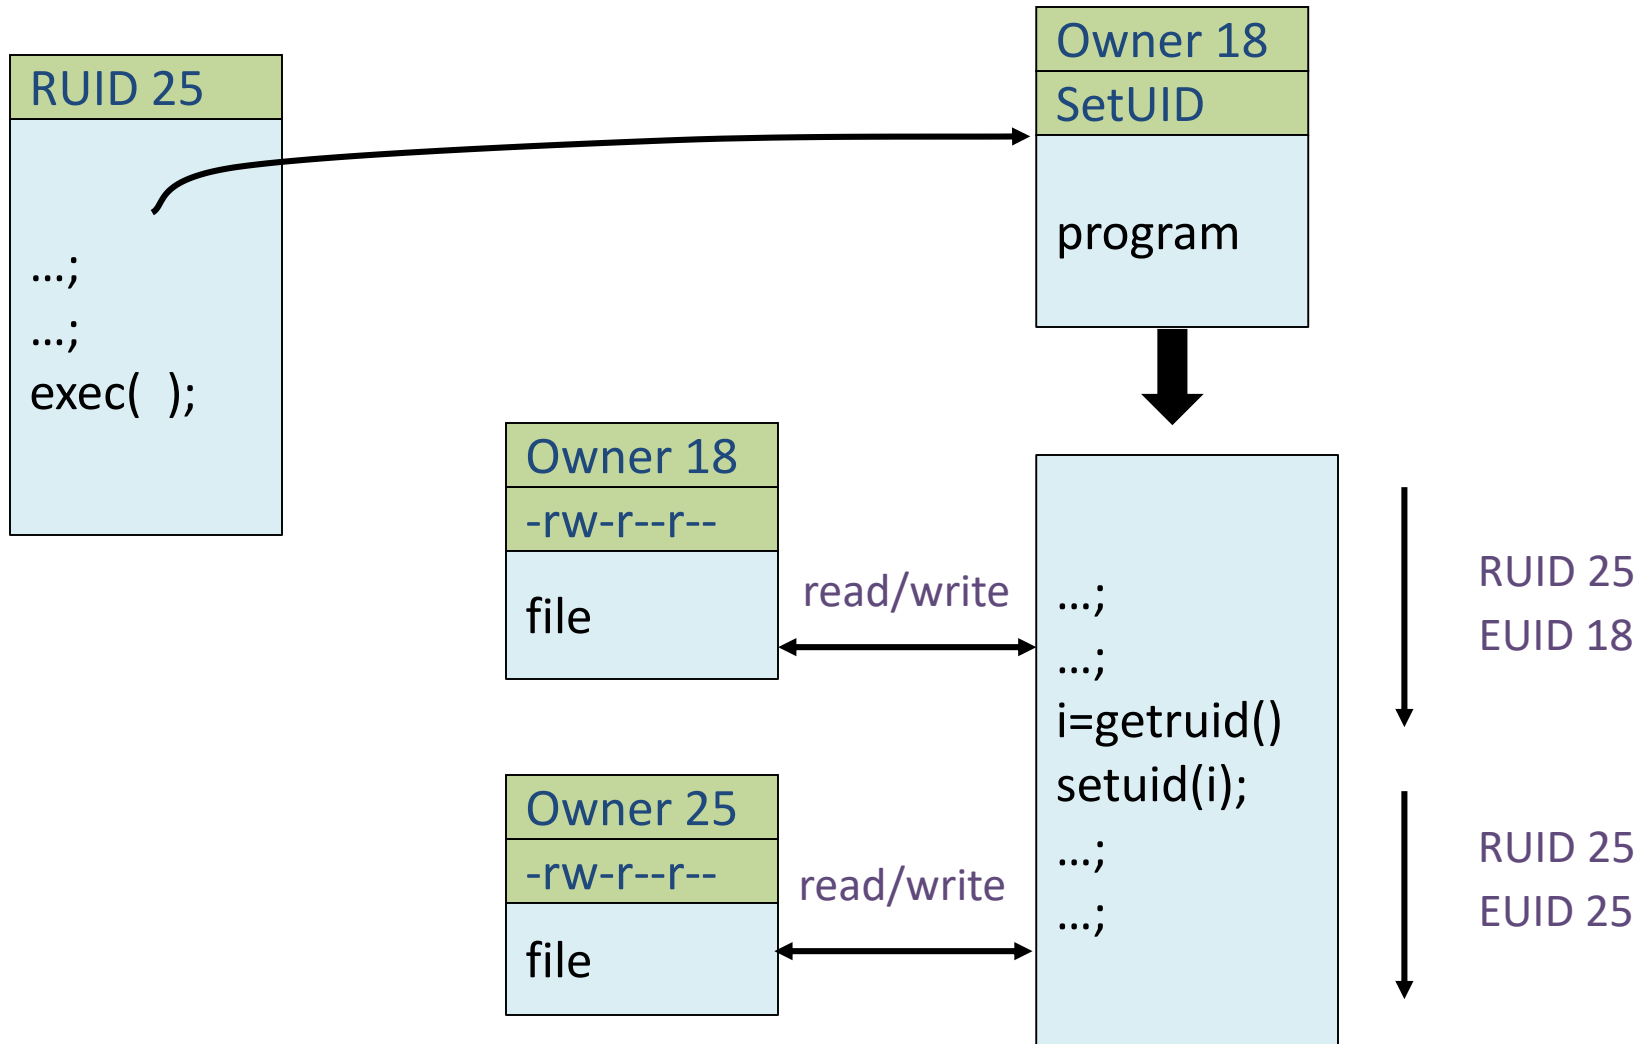 RUID 25
…;
…;
exec(  );
Owner 18
SetUID
program
Owner 18
-rw-r--r--
file
read/write
Owner 25
-rw-r--r--
file
read/write
…;
…;
i=getruid()
setuid(i);
…;
…;
RUID 25
EUID 18
RUID 25
EUID 25